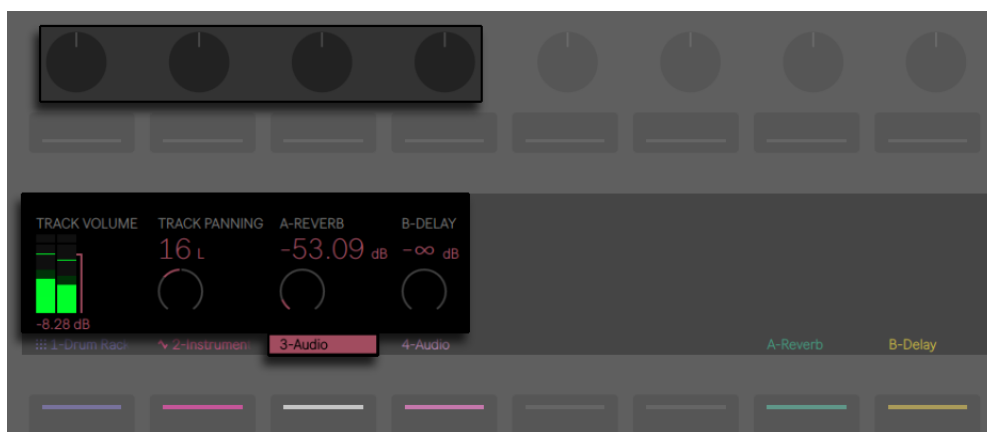 TRACK VOLUME TRACK PANNING A-REVERB B-DELAY
16 L -53.09 dB -∞ dB
-8.28 dB
1-Drum Rac 2-Instrument 3-Audio 4-Audio A-Reverb B-Delay